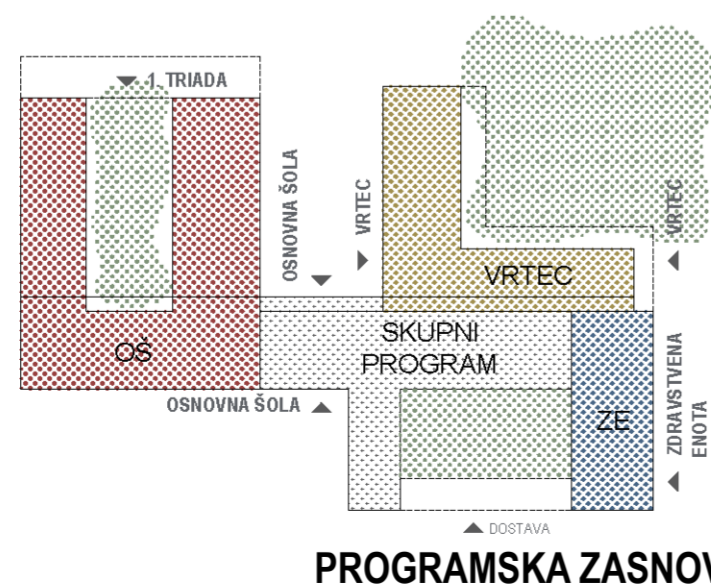 1. TRIADA
OSNOVNA ŠOLA
VRTEC
VRTEC
VRTEC
SKUPNI
PROGRAM
OŠ
OSNOVNA ŠOLA
ZE
ZDRAVSTVENA
ENOTA
DOSTAVA
PROGRAMSKA ZASNOV